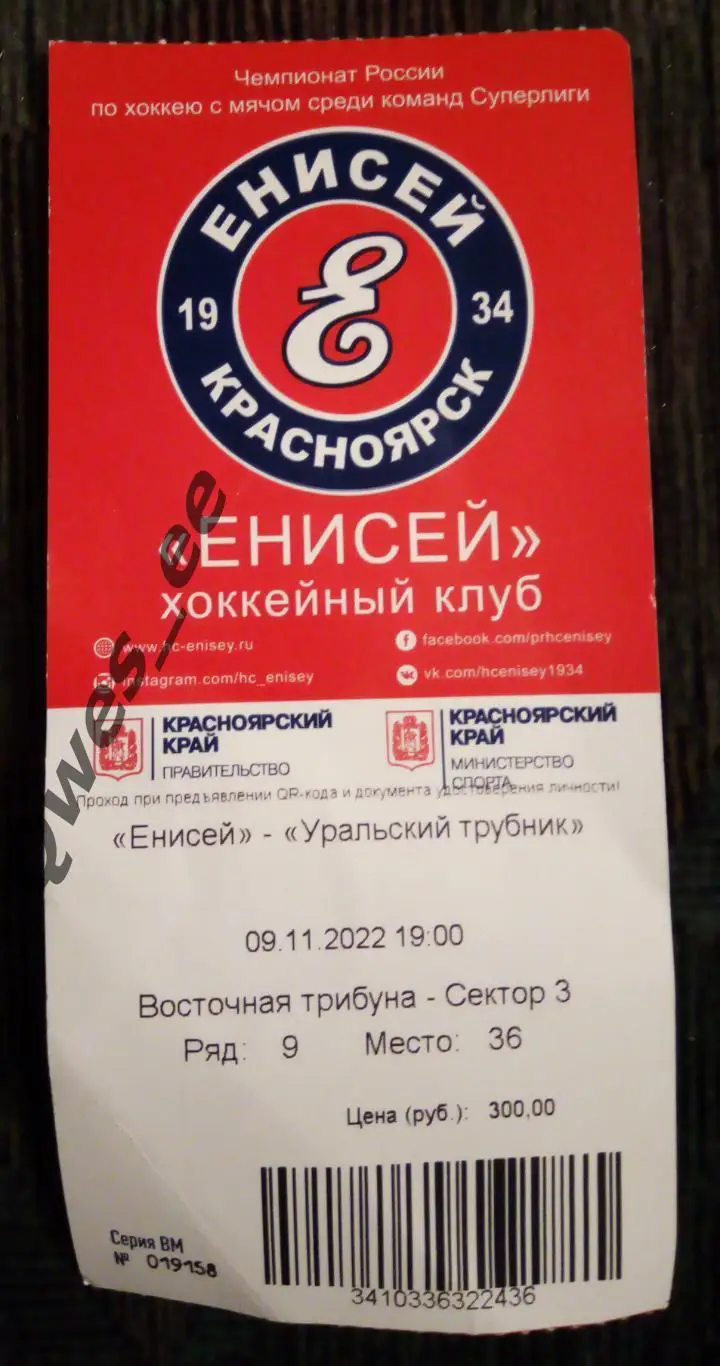 Чемпионат России
по хоккею с мячом среди команд Суперлиги
ЕНИСЕЙ
19 34
КРАСНОЯРСК
«ЕНИСЕЙ»
хоккейный клуб
www.hc-enisey.ru
facebook.com/prhcenisey
instagram.com/hc_enisey
vk.com/hcenisey1934
КРАСНОЯРСКИЙ
КРАЙ
ПРАВИТЕЛЬСТВО
КРАСНОЯРСКИЙ
КРАЙ
МИНИСТЕРСТВО
СПОРТА
Проход при предъявлении QR-кода и документа удостоверения личности!
«Енисей» - «Уральский трубник»
09.11.2022 19:00
Восточная трибуна - Сектор 3
Ряд: 9 Место: 36
Цена (руб.): 300,00
Серия ВМ
№ 019158
3410336322436
Qwes_ee